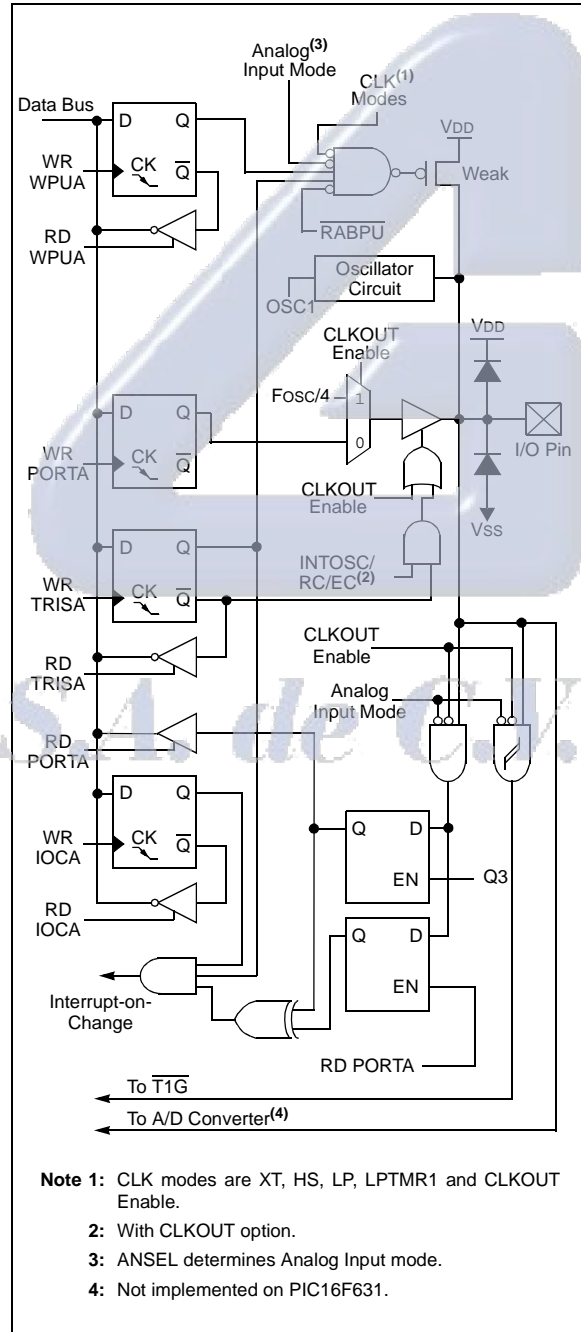 Analog(3)
Input Mode
CLK(1)
Modes
Data Bus
D Q
VDD
WR
WPUA
CK Q
Weak
RD
WPUA
RABPU
Oscillator
Circuit
OSC1
CLKOUT
Enable
VDD
FOSC/4
1
D Q
0
I/O Pin
WR
PORTA
CK Q
CLKOUT
Enable
VSS
D Q
INTOSC/
RC/EC(2)
WR
TRISA
CK Q
CLKOUT
Enable
RD
TRISA
Analog
Input Mode
S.A. de C.V.
RD
PORTA
D Q
WR
IOCA
CK Q
Q D
EN
Q3
RD
IOCA
Q D
EN
Interrupt-on-
Change
RD PORTA
To T1G
To A/D Converter(4)
Note 1: CLK modes are XT, HS, LP, LPTMR1 and CLKOUT
Enable.
2: With CLKOUT option.
3: ANSEL determines Analog Input mode.
4: Not implemented on PIC16F631.